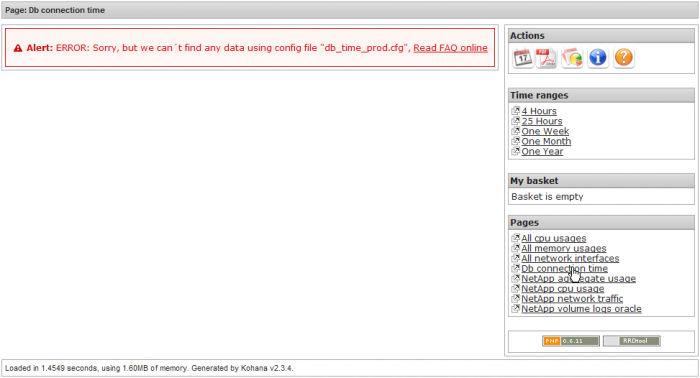 Page: Db connection time
Alert: ERROR: Sorry, but we can´t find any data using config file "db_time_prod.cfg", Read FAQ online
Actions
17
PDF
Time ranges
4 Hours
25 Hours
One Week
One Month
One Year
My basket
Basket is empty
Pages
All cpu usages
All memory usages
All network interfaces
Db connection time
NetApp aggregate usage
NetApp cpu usage
NetApp network traffic
NetApp volume logs oracle
PNP 0.6.11
RRDtool
Loaded in 1.4549 seconds, using 1.60MB of memory. Generated by Kohana v2.3.4.